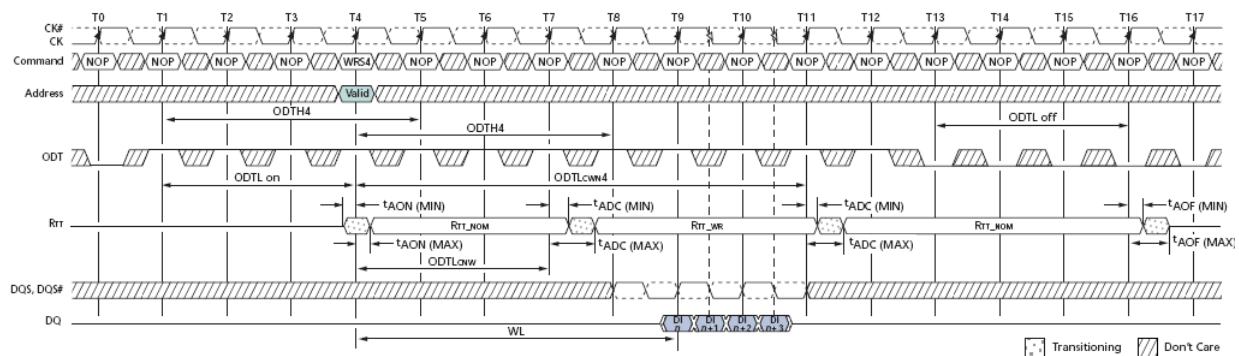 T0 T1 T2 T3 T4 T5 T6 T7 T8 T9 T10 T11 T12 T13 T14 T15 T16 T17
CK#
CK
Command NOP NOP NOP NOP WRS4 NOP NOP NOP NOP NOP NOP NOP NOP NOP NOP NOP NOP NOP
Address Valid
ODTH4
ODTH4 ODTL off
ODT
ODTL on ODTLCWN4
tAON (MIN) tADC (MIN) tADC (MIN) tAOF (MIN)
RTT RTT_NOM RTT_WR RTT_NOM
tAON (MAX) tADC (MAX) tADC (MAX) tAOF (MAX)
ODTLCNW
DQS, DQS#
DQ DI n DI n + 1 DI n + 2 DI n + 3
WL
Transitioning Don't Care